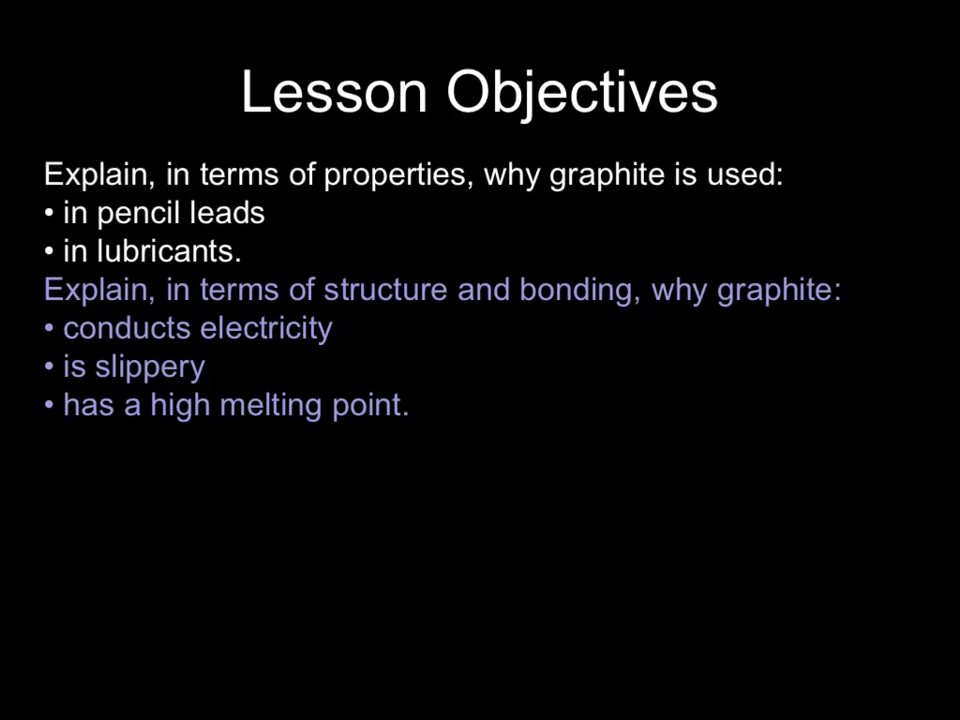 Lesson Objectives
Explain, in terms of properties, why graphite is used:
• in pencil leads
• in lubricants.
Explain, in terms of structure and bonding, why graphite:
• conducts electricity
• is slippery
• has a high melting point.